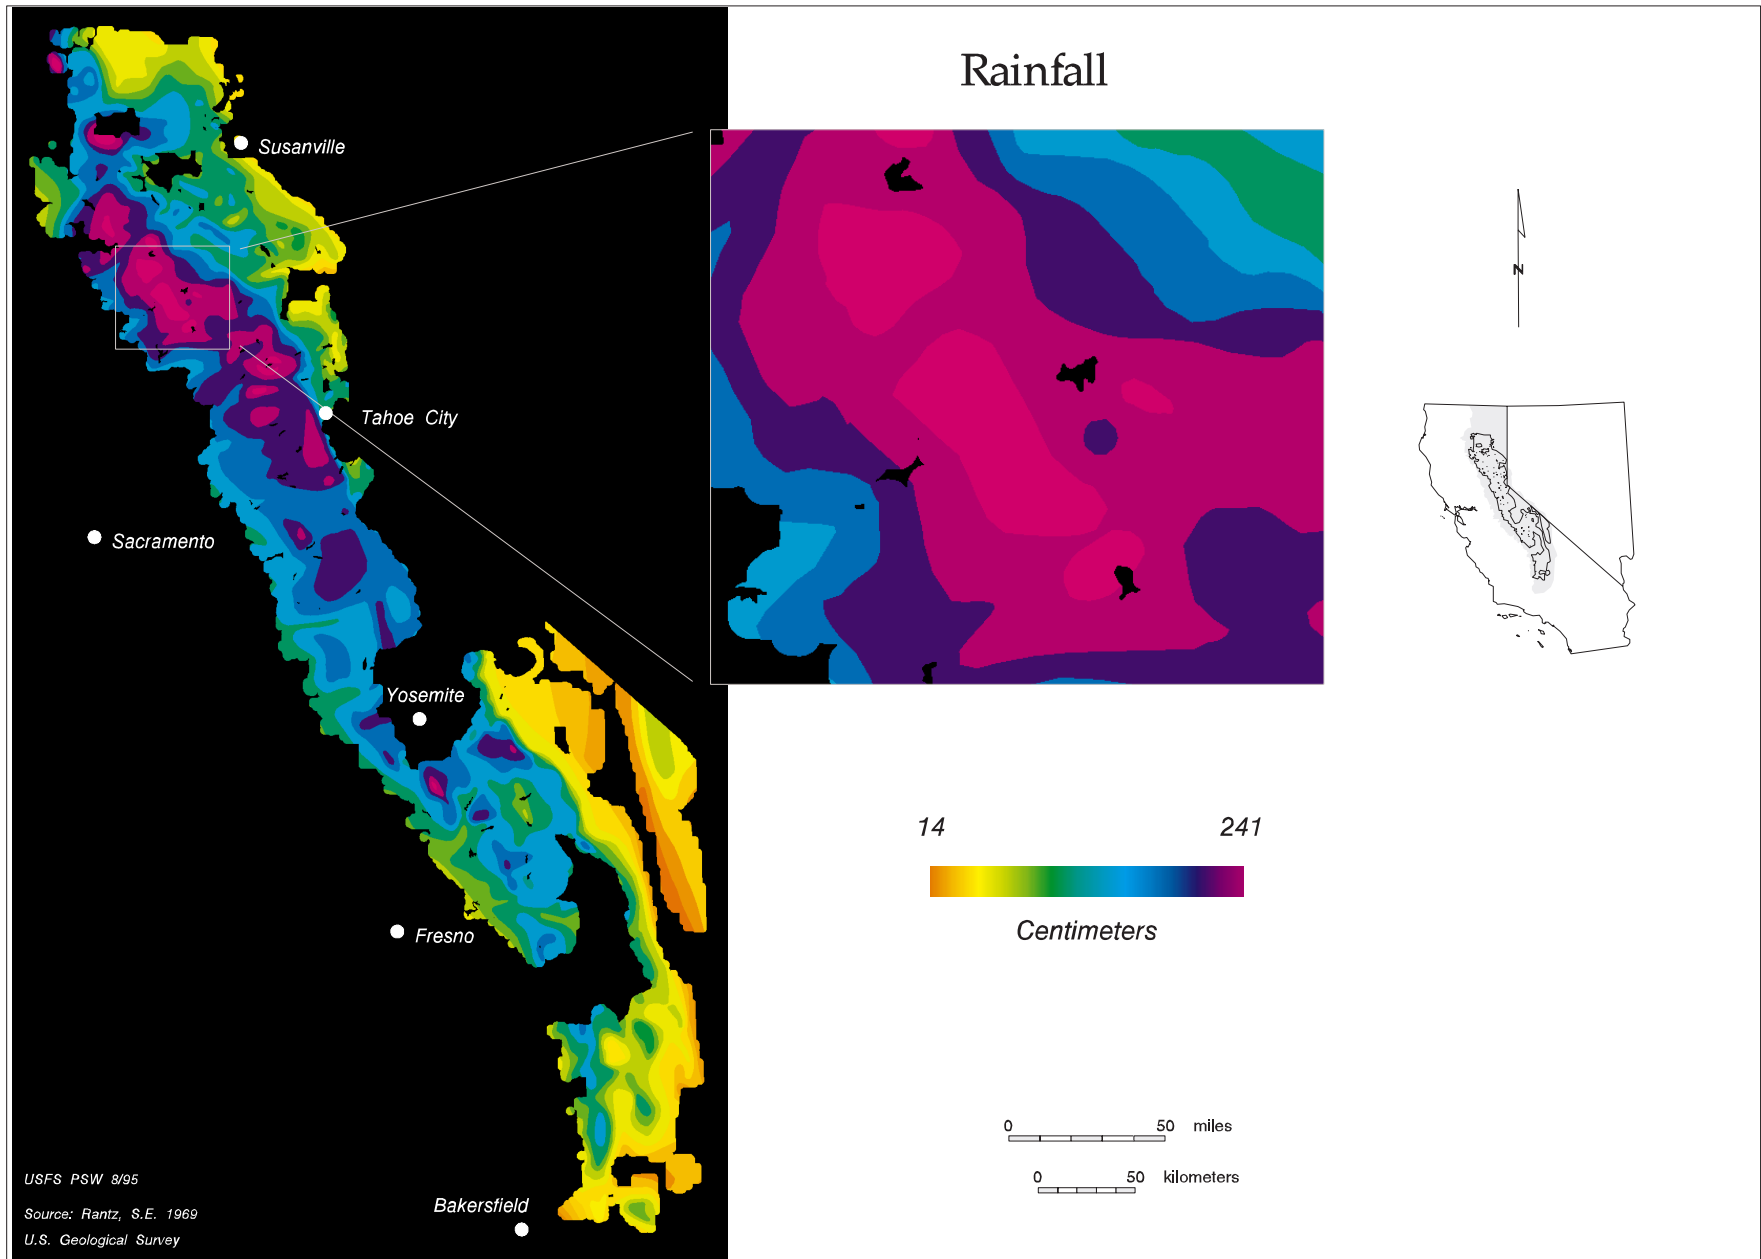 Rainfall
Susanville
Tahoe City
Sacramento
Yosemite
Fresno
Bakersfield
N
14 241
Centimeters
0 50 miles
0 50 kilometers
USFS PSW 8/95
Source: Rantz, S.E. 1969
U.S. Geological Survey